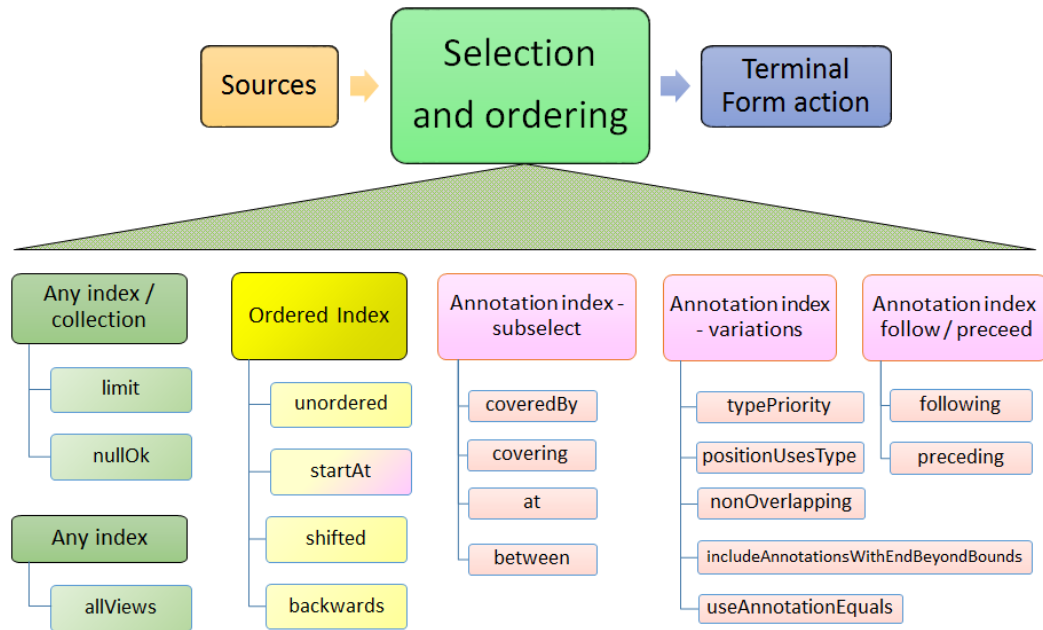 Sources
Selection
and ordering
Terminal
Form action
Any index /
collection
limit
nullOk
Any index
allViews
Ordered Index
unordered
startAt
shifted
backwards
Annotation index -
subselect
coveredBy
covering
at
between
Annotation index
- variations
typePriority
positionUsesType
nonOverlapping
includeAnnotationsWithEndBeyondBounds
useAnnotationEquals
Annotation index
follow / preceed
following
preceding